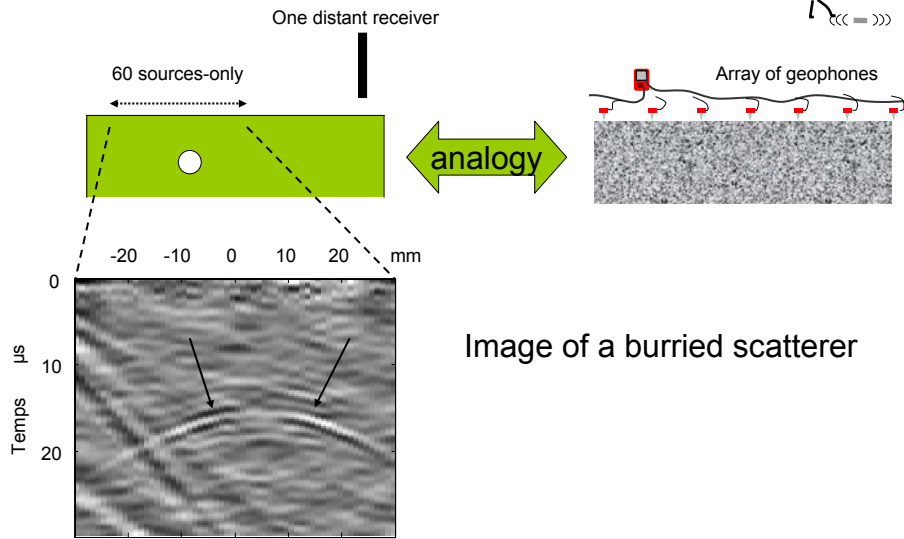 One distant receiver
60 sources-only
Array of geophones
analogy
-20 -10 0 10 20 mm
0
10
20
Temps µs
Image of a burried scatterer